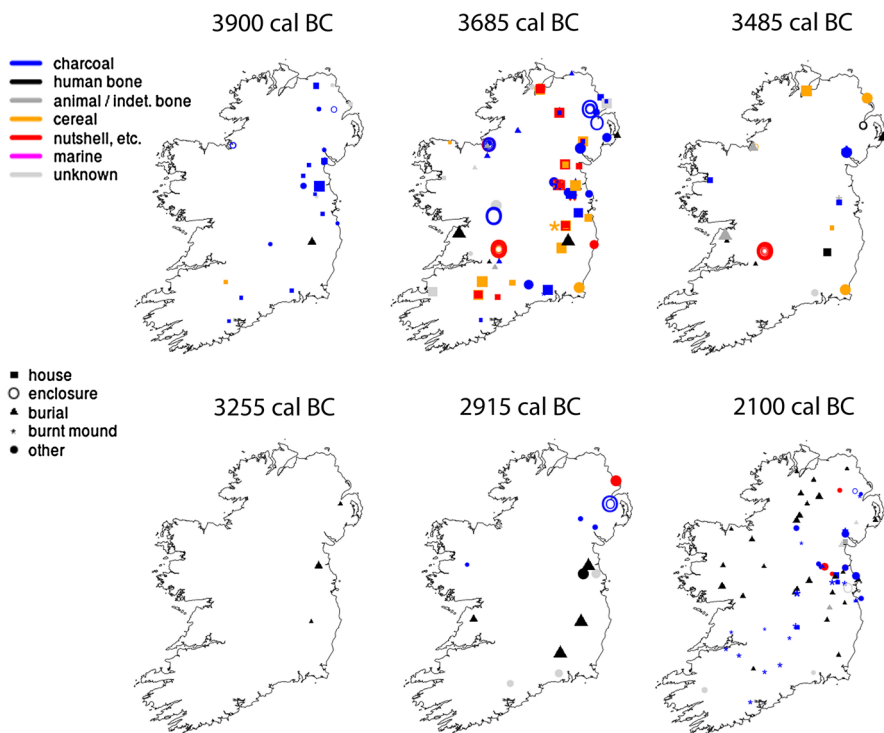 3900 cal BC
3685 cal BC
3485 cal BC
charcoal
human bone
animal / indet. bone
cereal
nutshell, etc.
marine
unknown
house
enclosure
burial
burnt mound
other
3255 cal BC
2915 cal BC
2100 cal BC